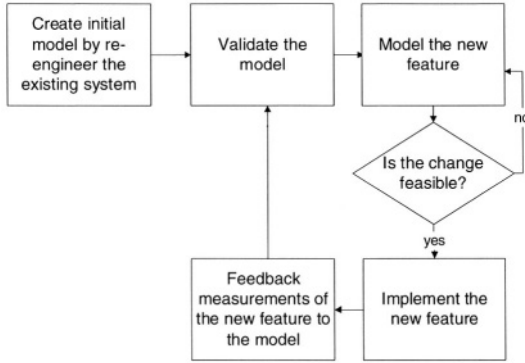 Create initial
model by re-
engineer the
existing system
Validate the
model
Model the new
feature
Is the change
feasible?
no
yes
Feedback
measurements of
the new feature to
the model
Implement the
new feature